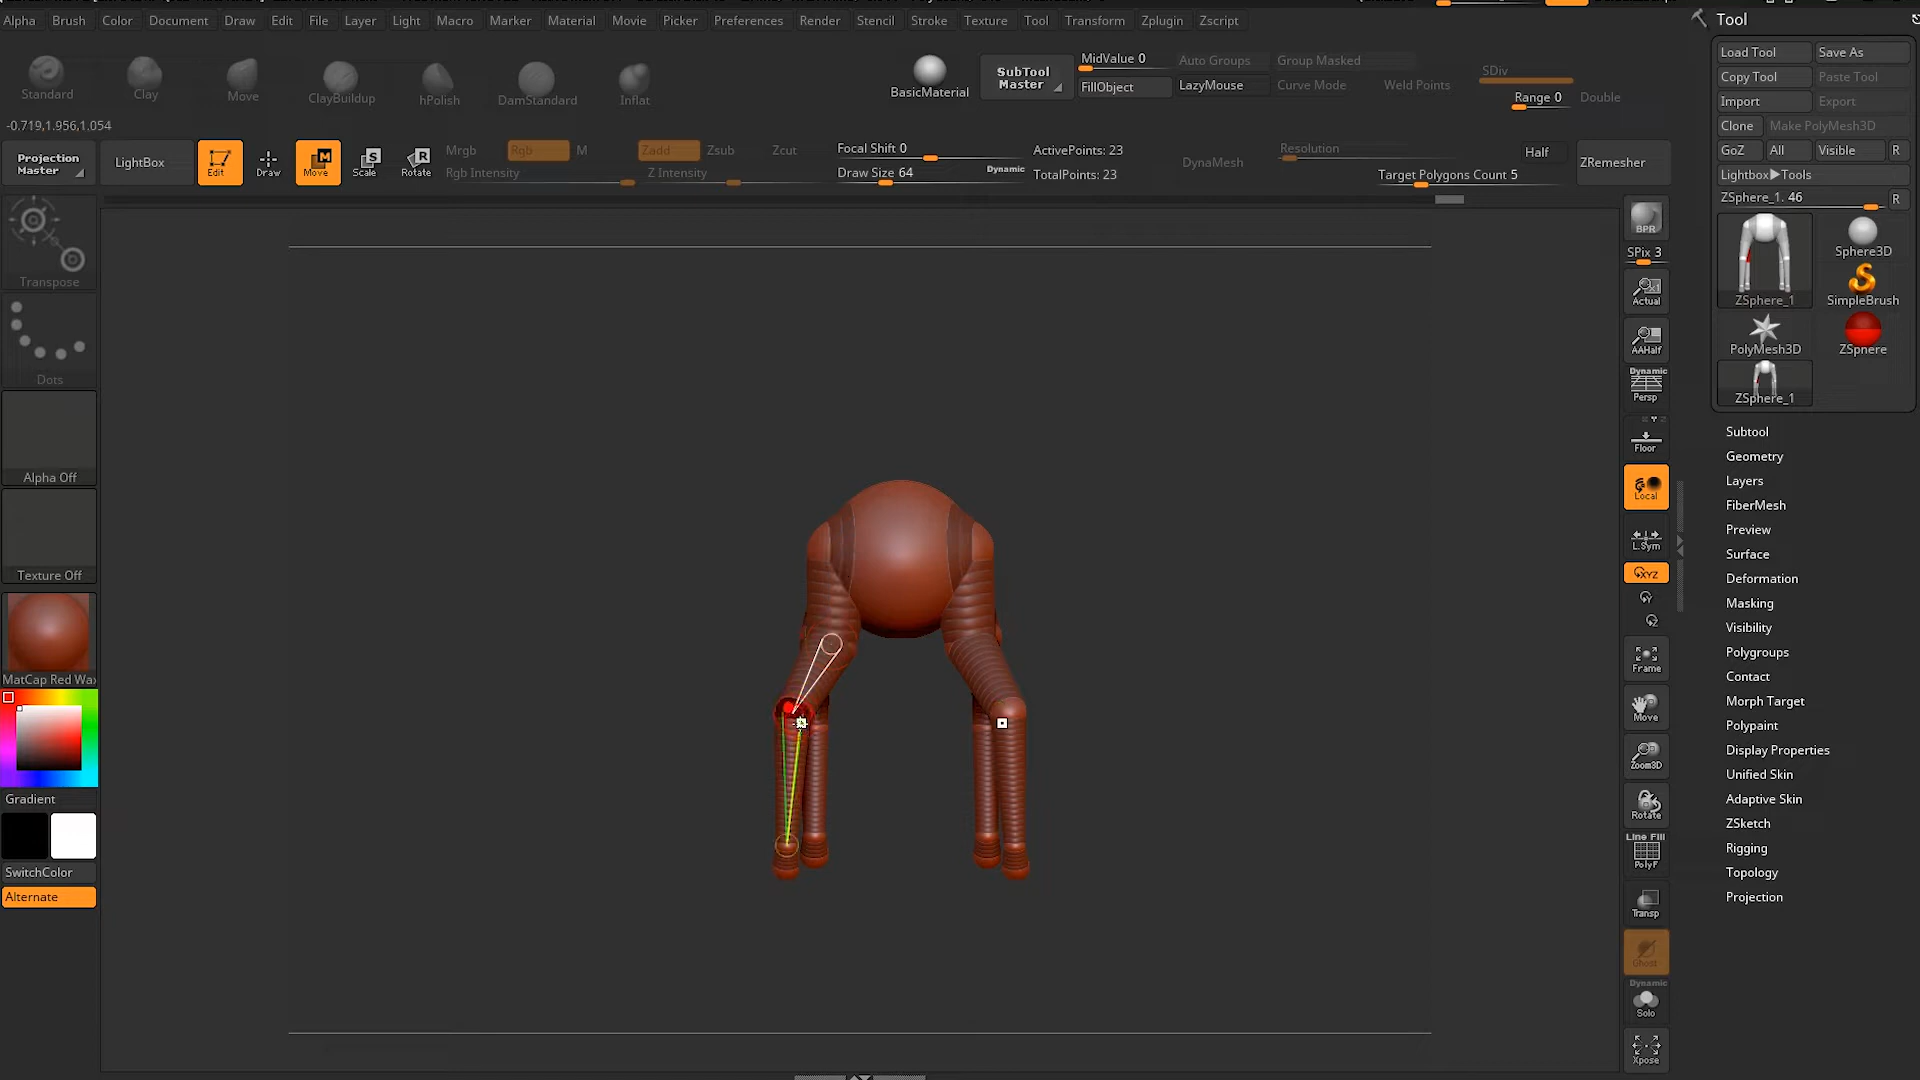 Alpha Brush Color Document Draw Edit File Layer Light Macro Marker Material Movie Picker Preferences Render Stencil Stroke Texture Tool Transform Zplugin Zscript
Tool
Load Tool Save As
Copy Tool Paste Tool
Import Export
Clone Make PolyMesh3D
GoZ All Visible R
Lightbox▶Tools
ZSphere_1. 46 R
ZSphere_1
Sphere3D
SimpleBrush
PolyMesh3D
ZSphere
ZSphere_1
Standard
Clay
Move
ClayBuildup
hPolish
DamStandard
Inflat
BasicMaterial
SubTool
Master
MidValue 0
FillObject
Auto Groups
LazyMouse
Group Masked
Curve Mode
Weld Points
SDiv
Range 0
Double
-0.719,1.956,1.054
Projection
Master
LightBox
Edit
Draw
Move
Scale
Rotate
Mrgb
Rgb
M
Rgb Intensity
Zadd
Zsub
Zcut
Z Intensity
Focal Shift 0
Draw Size 64
Dynamic
ActivePoints: 23
TotalPoints: 23
DynaMesh
Resolution
Half
Target Polygons Count 5
ZRemesher
Transpose
Dots
Alpha Off
Texture Off
MatCap Red Wax
Gradient
SwitchColor
Alternate
BPR
SPix 3
Actual
AAHalf
Dynamic
Persp
Floor
Local
L.Sym
XYZ
Frame
Move
Zoom3D
Rotate
Line Fill
PolyF
Transp
Ghost
Dynamic
Solo
Xpose
Subtool
Geometry
Layers
FiberMesh
Preview
Surface
Deformation
Masking
Visibility
Polygroups
Contact
Morph Target
Polypaint
Display Properties
Unified Skin
Adaptive Skin
ZSketch
Rigging
Topology
Projection